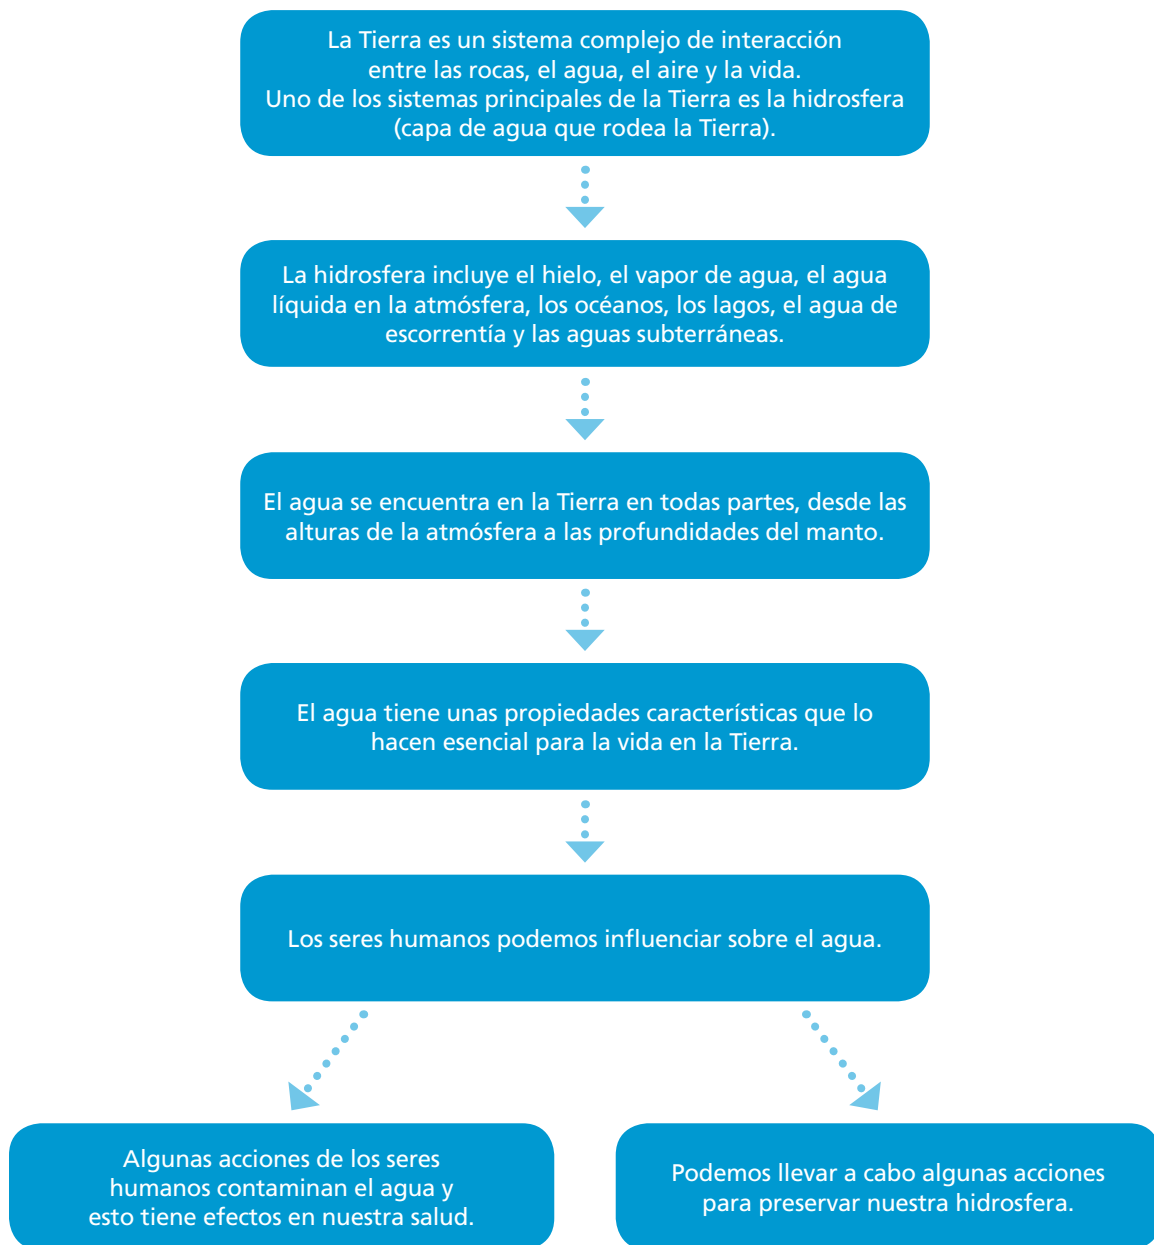 La Tierra es un sistema complejo de interacción
entre las rocas, el agua, el aire y la vida.
Uno de los sistemas principales de la Tierra es la hidrosfera
(capa de agua que rodea la Tierra).
La hidrosfera incluye el hielo, el vapor de agua, el agua
líquida en la atmósfera, los océanos, los lagos, el agua de
escorrentía y las aguas subterráneas.
El agua se encuentra en la Tierra en todas partes, desde las
alturas de la atmósfera a las profundidades del manto.
El agua tiene unas propiedades características que lo
hacen esencial para la vida en la Tierra.
Los seres humanos podemos influenciar sobre el agua.
Algunas acciones de los seres
humanos contaminan el agua y
esto tiene efectos en nuestra salud.
Podemos llevar a cabo algunas acciones
para preservar nuestra hidrosfera.